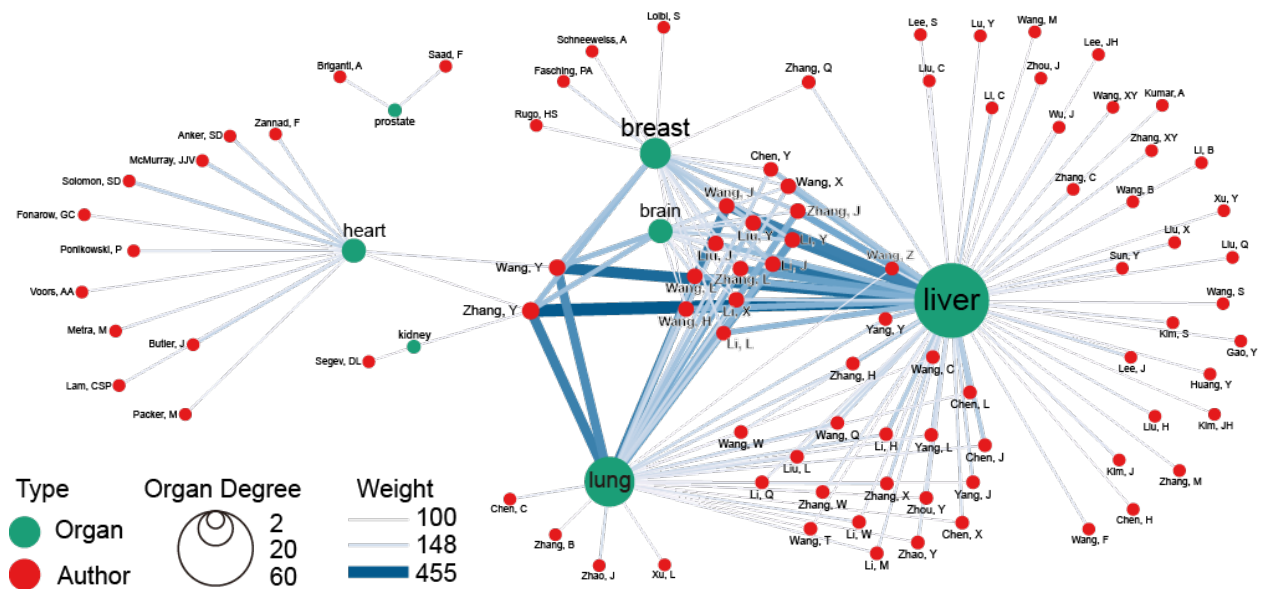 Loibl, S
Lee, S
Lu, Y
Wang, M
Schneeweiss, A
Lee, JH
Saad, F
Briganti, A
Fasching, PA
Zhang, Q
Liu, C
Zhou, J
Li, C
Wang, XY
Kumar, A
prostate
Rugo, HS
Wu, J
Zannad, F
Anker, SD
breast
Zhang, XY
Li, B
McMurray, JJV
Chen, Y
Solomon, SD
Wang, X
Zhang, C
Wang, B
Wang, J
Xu, Y
Fonarow, GC
brain
Zhang, J
heart
Liu, Y
Li, Y
Liu, X
Ponikowski, P
Liu, J
Wang, Z
Sun, Y
Liu, Q
Wang, Y
Li, J
Zhang, L
Voors, AA
Wang, L
liver
Wang, S
Zhang, Y
Li, X
Wang, H
Metra, M
kidney
Yang, Y
Kim, S
Butler, J
Li, L
Gao, Y
Segev, DL
Zhang, H
Wang, C
Lee, J
Huang, Y
Lam, CSP
Chen, L
Packer, M
Liu, H
Kim, JH
Wang, W
Wang, Q
Li, H
Yang, L
Chen, J
Liu, L
Kim, J
Zhang, M
lung
Li, Q
Zhang, W
Zhang, X
Zhou, Y
Yang, J
Chen, C
Chen, H
Wang, T
Li, W
Zhao, Y
Chen, X
Wang, F
Zhang, B
Li, M
Zhao, J
Xu, L
Type
Organ
Author
Organ Degree
2
20
60
Weight
100
148
455